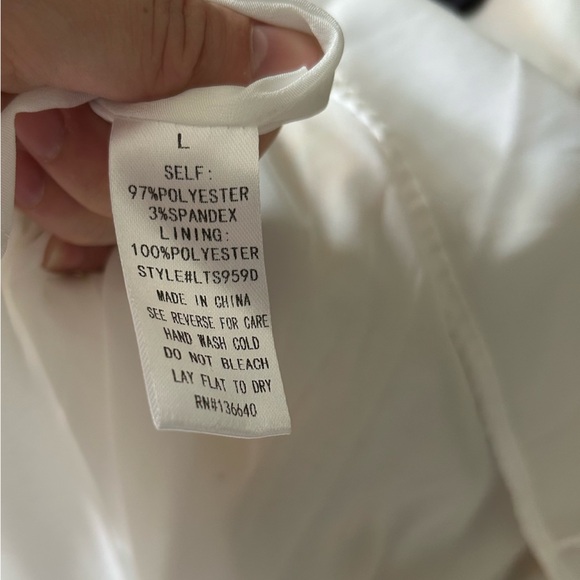 L
SELF:
97%POLYESTER
3%SPANDEX
LINING:
100%POLYESTER
STYLE#LTS959D
MADE IN CHINA
SEE REVERSE FOR CARE
HAND WASH COLD
DO NOT BLEACH
LAY FLAT TO DRY
RN#136640